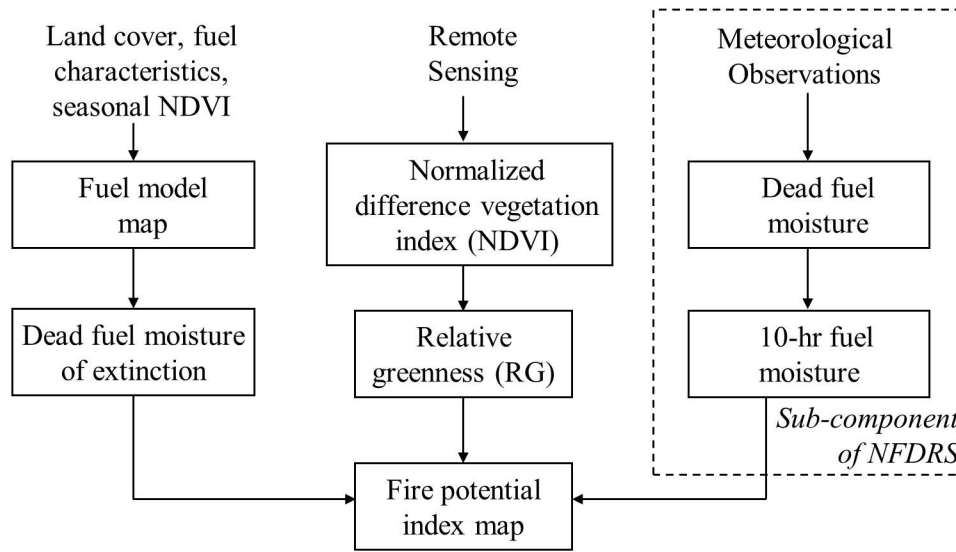 Land cover, fuel
characteristics,
seasonal NDVI
Fuel model
map
Dead fuel moisture
of extinction
Remote
Sensing
Normalized
difference vegetation
index (NDVI)
Relative
greenness (RG)
Meteorological
Observations
Dead fuel
moisture
10-hr fuel
moisture
Sub-component
of NFDRS
Fire potential
index map